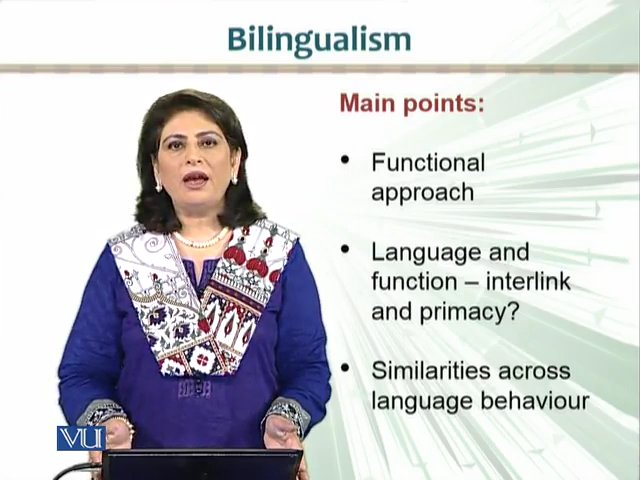 Bilingualism
Main points:
• Functional
approach
• Language and
function – interlink
and primacy?
• Similarities across
language behaviour
VU